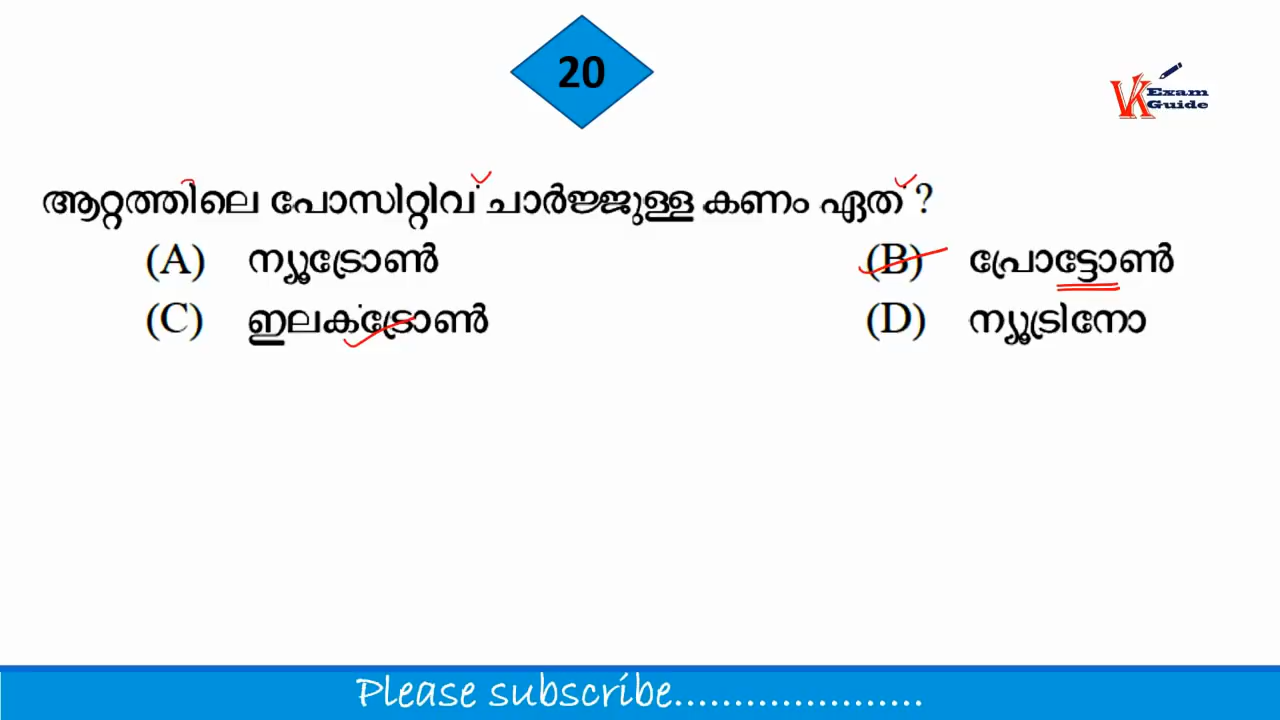 20
VK Exam Guide
ആറ്റത്തിലെ പോസിറ്റിവ് ചാർജ്ജുള്ള കണം ഏത് ?
(A) ന്യൂട്രോൺ (B) പ്രോട്ടോൺ
(C) ഇലക്ട്രോൺ (D) ന്യൂട്രിനോ
Please subscribe.....................